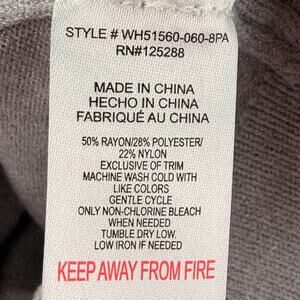 STYLE # WH51560-060-8PA
RN#125288
MADE IN CHINA
HECHO IN CHINA
FABRIQUÉ AU CHINA
50% RAYON/28% POLYESTER/
22% NYLON
EXCLUSIVE OF TRIM
MACHINE WASH COLD WITH
LIKE COLORS
GENTLE CYCLE
ONLY NON-CHLORINE BLEACH
WHEN NEEDED
TUMBLE DRY LOW.
LOW IRON IF NEEDED
KEEP AWAY FROM FIRE